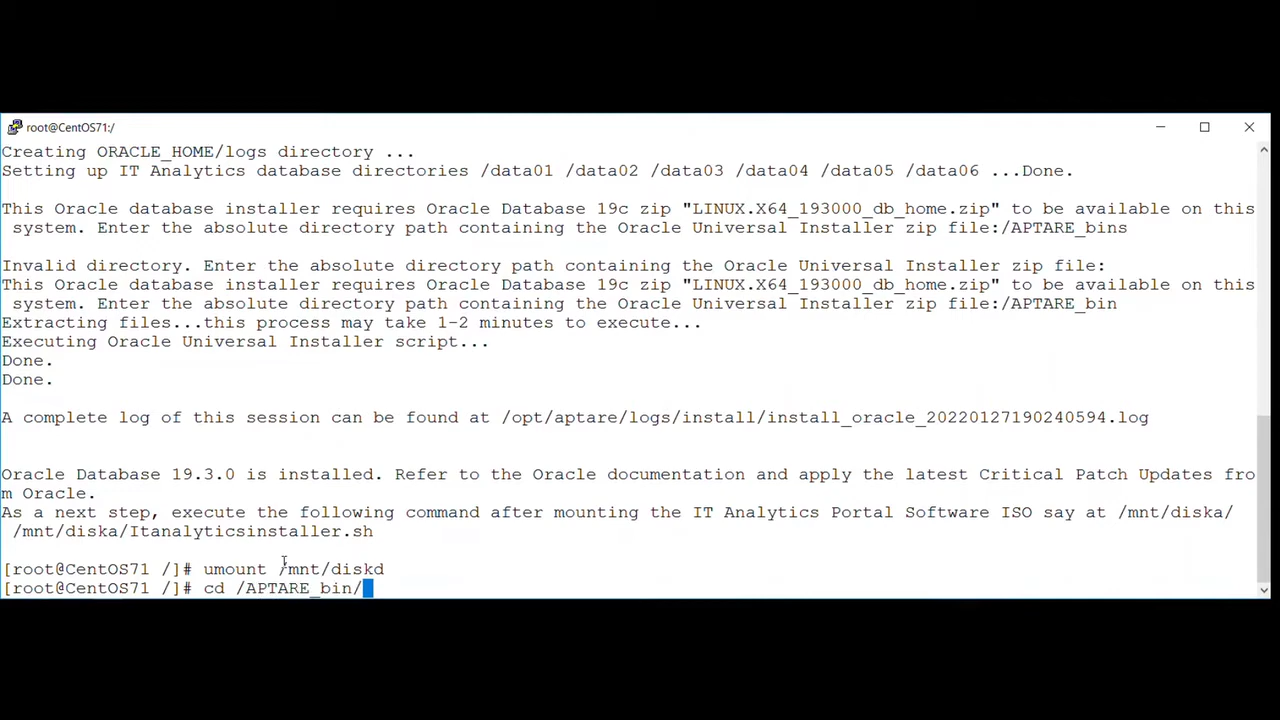 root@CentOS71:/
Creating ORACLE_HOME/logs directory ...
Setting up IT Analytics database directories /data01 /data02 /data03 /data04 /data05 /data06 ...Done.
This Oracle database installer requires Oracle Database 19c zip "LINUX.X64_193000_db_home.zip" to be available on this
system. Enter the absolute directory path containing the Oracle Universal Installer zip file:/APTARE_bins
Invalid directory. Enter the absolute directory path containing the Oracle Universal Installer zip file:
This Oracle database installer requires Oracle Database 19c zip "LINUX.X64_193000_db_home.zip" to be available on this
system. Enter the absolute directory path containing the Oracle Universal Installer zip file:/APTARE_bin
Extracting files...this process may take 1-2 minutes to execute...
Executing Oracle Universal Installer script...
Done.
Done.
A complete log of this session can be found at /opt/aptare/logs/install/install_oracle_20220127190240594.log
Oracle Database 19.3.0 is installed. Refer to the Oracle documentation and apply the latest Critical Patch Updates fro
m Oracle.
As a next step, execute the following command after mounting the IT Analytics Portal Software ISO say at /mnt/diska/
/mnt/diska/Itanalyticsinstaller.sh
[root@CentOS71 /]# umount /mnt/diskd
[root@CentOS71 /]# cd /APTARE_bin/